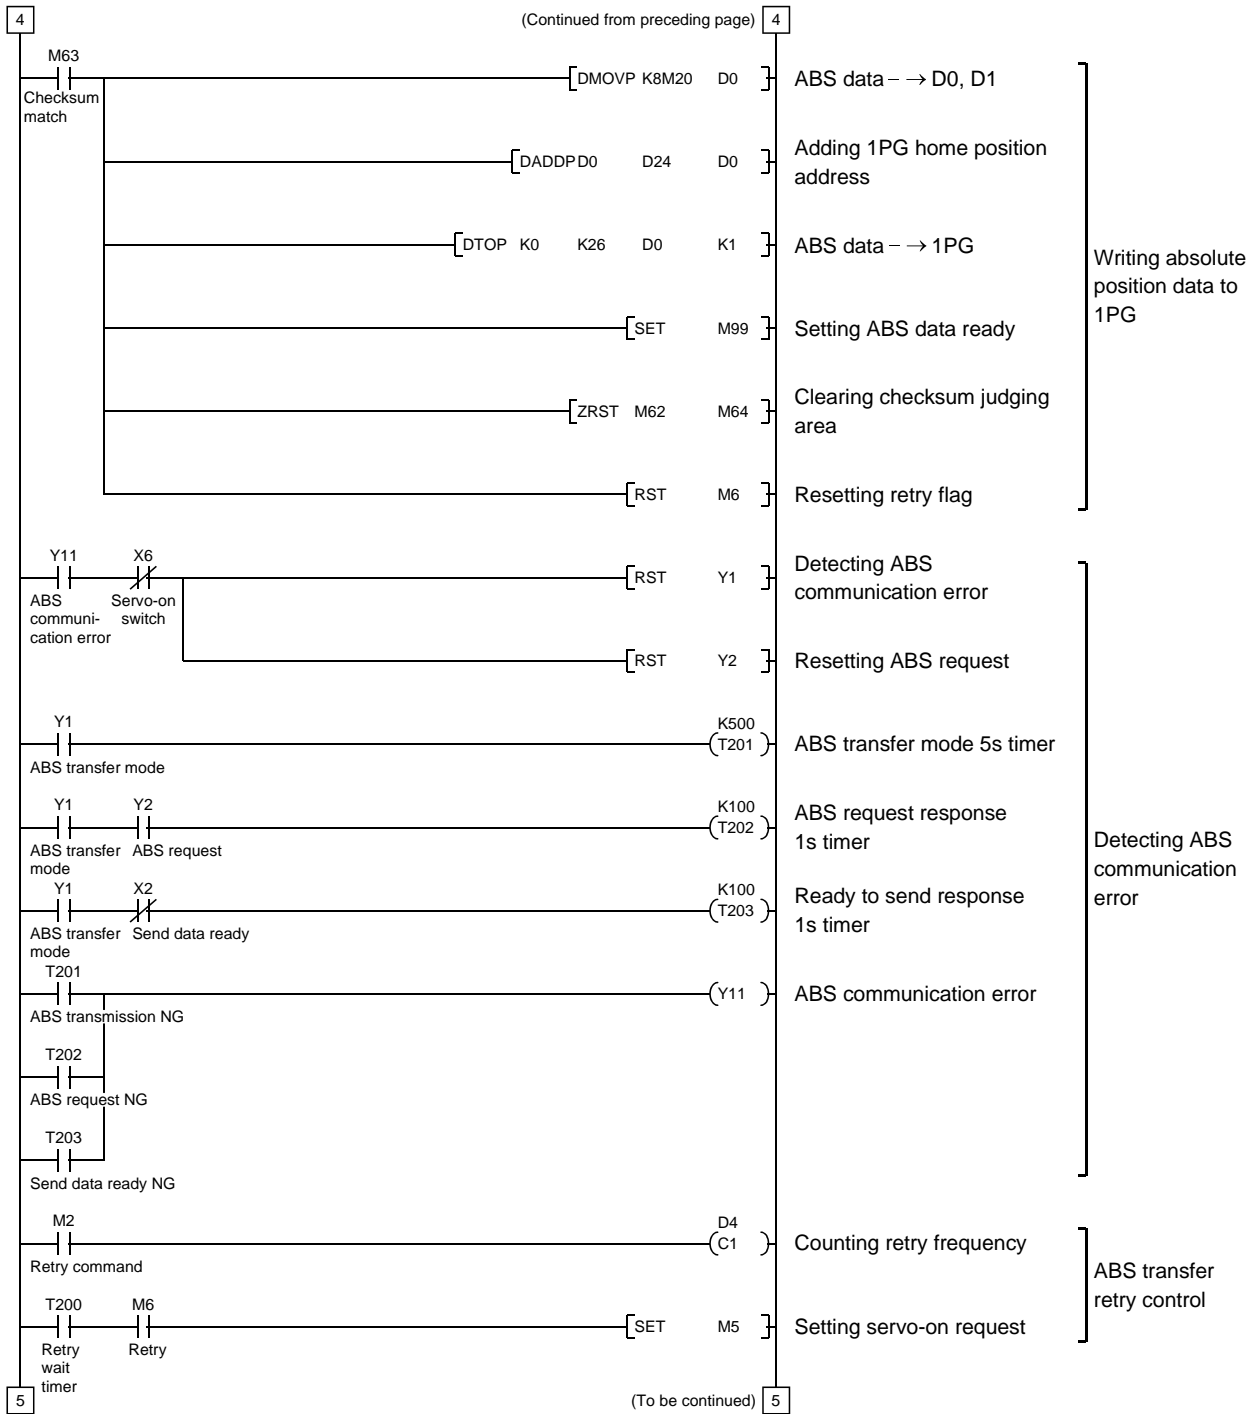 4 (Continued from preceding page) 4
M63
Checksum
match
DMOVP K8M20 D0 ABS data – → D0, D1
DADDP D0 D24 D0 Adding 1PG home position
address
DTOP K0 K26 D0 K1 ABS data – → 1PG
SET M99 Setting ABS data ready
ZRST M62 M64 Clearing checksum judging
area
RST M6 Resetting retry flag
Writing absolute
position data to
1PG
Y11 X6
ABS
communi-
cation error
Servo-on
switch
RST Y1 Detecting ABS
communication error
RST Y2 Resetting ABS request
Y1
ABS transfer mode
K500
T201 ABS transfer mode 5s timer
Y1 Y2
ABS transfer
mode
ABS request
K100
T202 ABS request response
1s timer
Y1 X2
ABS transfer
mode
Send data ready
K100
T203 Ready to send response
1s timer
T201
ABS transmission NG
Y11 ABS communication error
T202
ABS request NG
T203
Send data ready NG
Detecting ABS
communication
error
M2
Retry command
D4
C1 Counting retry frequency
T200 M6
Retry
wait
timer
Retry
SET M5 Setting servo-on request
ABS transfer
retry control
5 (To be continued) 5